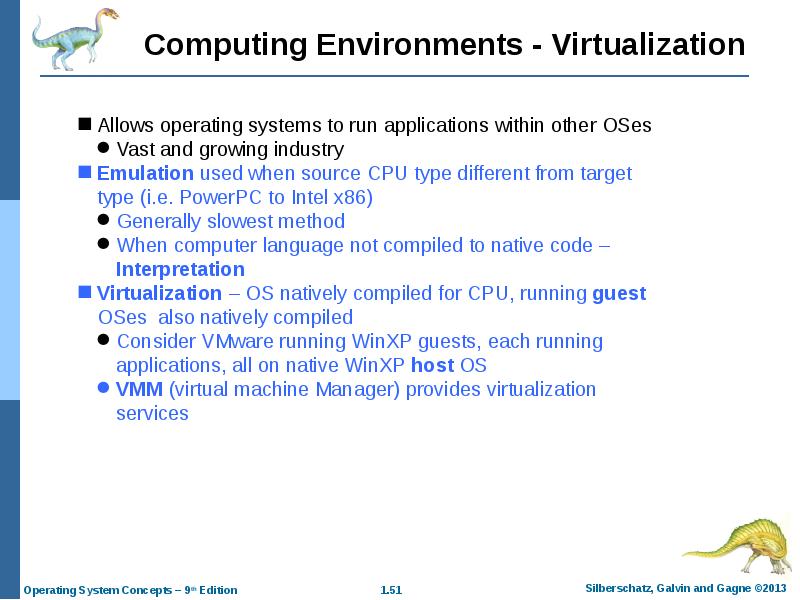 Computing Environments - Virtualization
Allows operating systems to run applications within other OSes
Vast and growing industry
Emulation used when source CPU type different from target
type (i.e. PowerPC to Intel x86)
Generally slowest method
When computer language not compiled to native code –
Interpretation
Virtualization – OS natively compiled for CPU, running guest
OSes also natively compiled
Consider VMware running WinXP guests, each running
applications, all on native WinXP host OS
VMM (virtual machine Manager) provides virtualization
services
Operating System Concepts – 9th Edition
1.51
Silberschatz, Galvin and Gagne ©2013